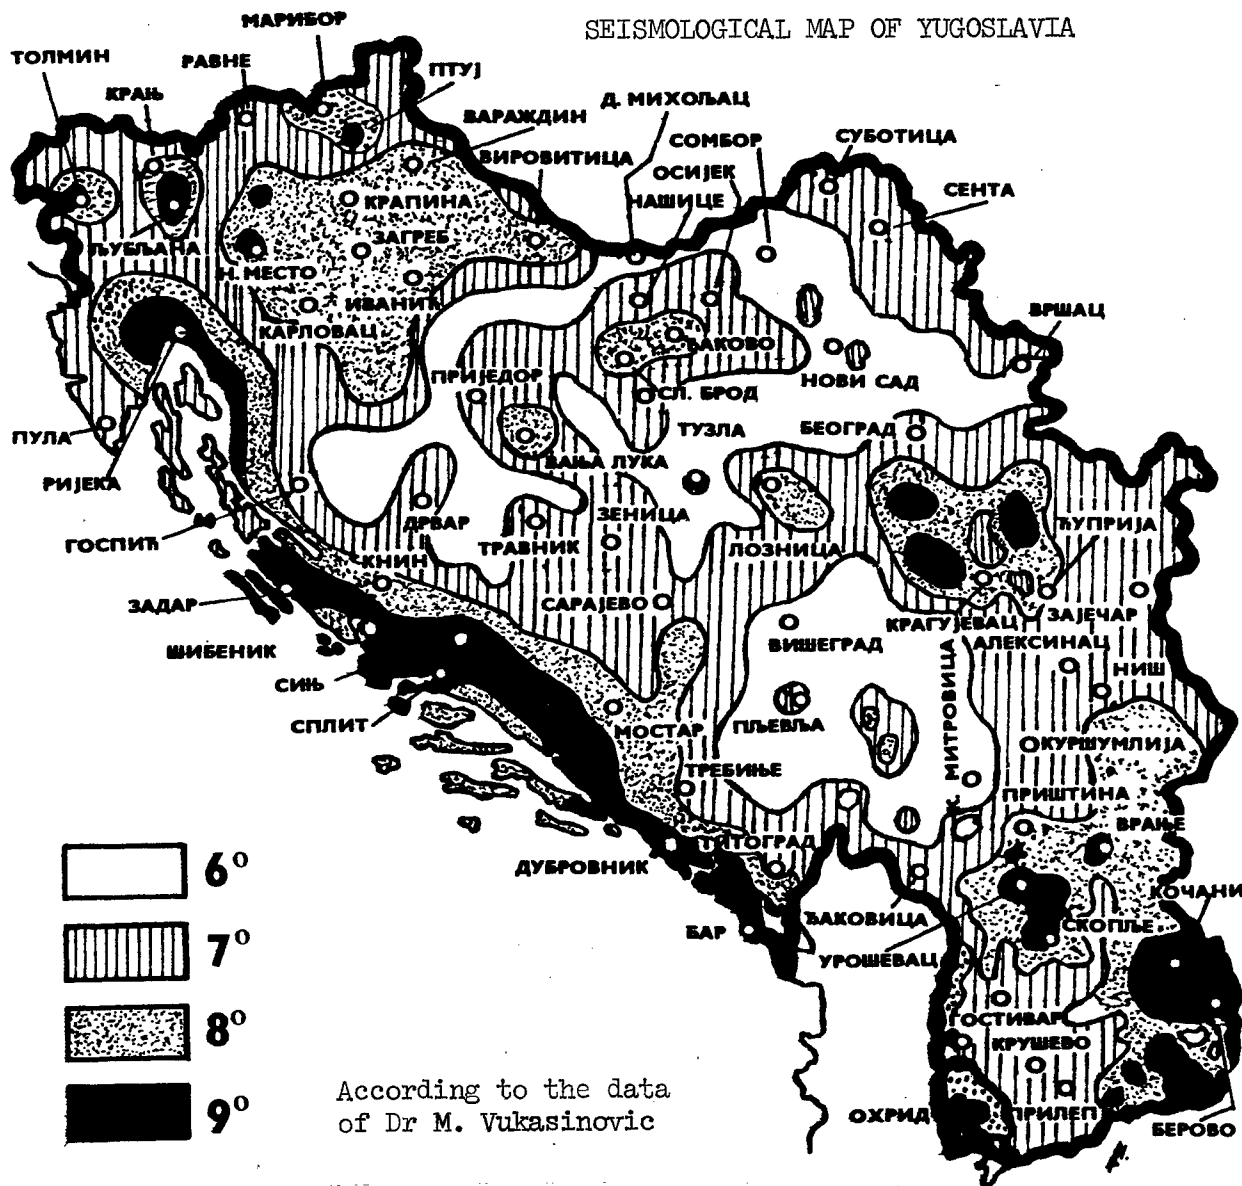 SEISMOLOGICAL MAP OF YUGOSLAVIA
МАРИБОР
ТОЛМИН
РАВНЕ
ПТУЈ
КРАЊ
Д. МИХОЉАЦ
ВАРАЖДИН
СОМБОР
СУБОТИЦА
ВИРОВИТИЦА
ОСИЈЕК
СЕНТА
НАШИЦЕ
КРАПИНА
ЉУБЉАНА
ЗАГРЕБ
Н. МЕСТО
ИВАНИЋ
КАРЛОВАЦ
ВРШАЦ
ЂАКОВО
ПРИЈЕДОР
НОВИ САД
СЛ. БРОД
ПУЛА
ТУЗЛА
БЕОГРАД
БАЊА ЛУКА
РИЈЕКА
ДРВАР
ЗЕНИЦА
ЋУПРИЈА
ГОСПИЋ
ТРАВНИК
ЛОЗНИЦА
КНИН
ЗАДАР
САРАЈЕВО
КРАГУЈЕВАЦ
ЗАЈЕЧАР
ВИШЕГРАД
АЛЕКСИНАЦ
ШИБЕНИК
НИШ
СИЊ
К. МИТРОВИЦА
СПЛИТ
ПЉЕВЉА
МОСТАР
КУРШУМЛИЈА
ТРЕБИЊЕ
ПРИШТИНА
ВРАЊЕ
ТИТОГРАД
ДУБРОВНИК
КОЧАНИ
ЂАКОВИЦА
БАР
СКОПЉЕ
УРОШЕВАЦ
ГОСТИВАР
КРУШЕВО
ОХРИД
ПРИЛЕП
БЕРОВО
6°
7°
8°
9°
According to the data
of Dr M. Vukasinovic